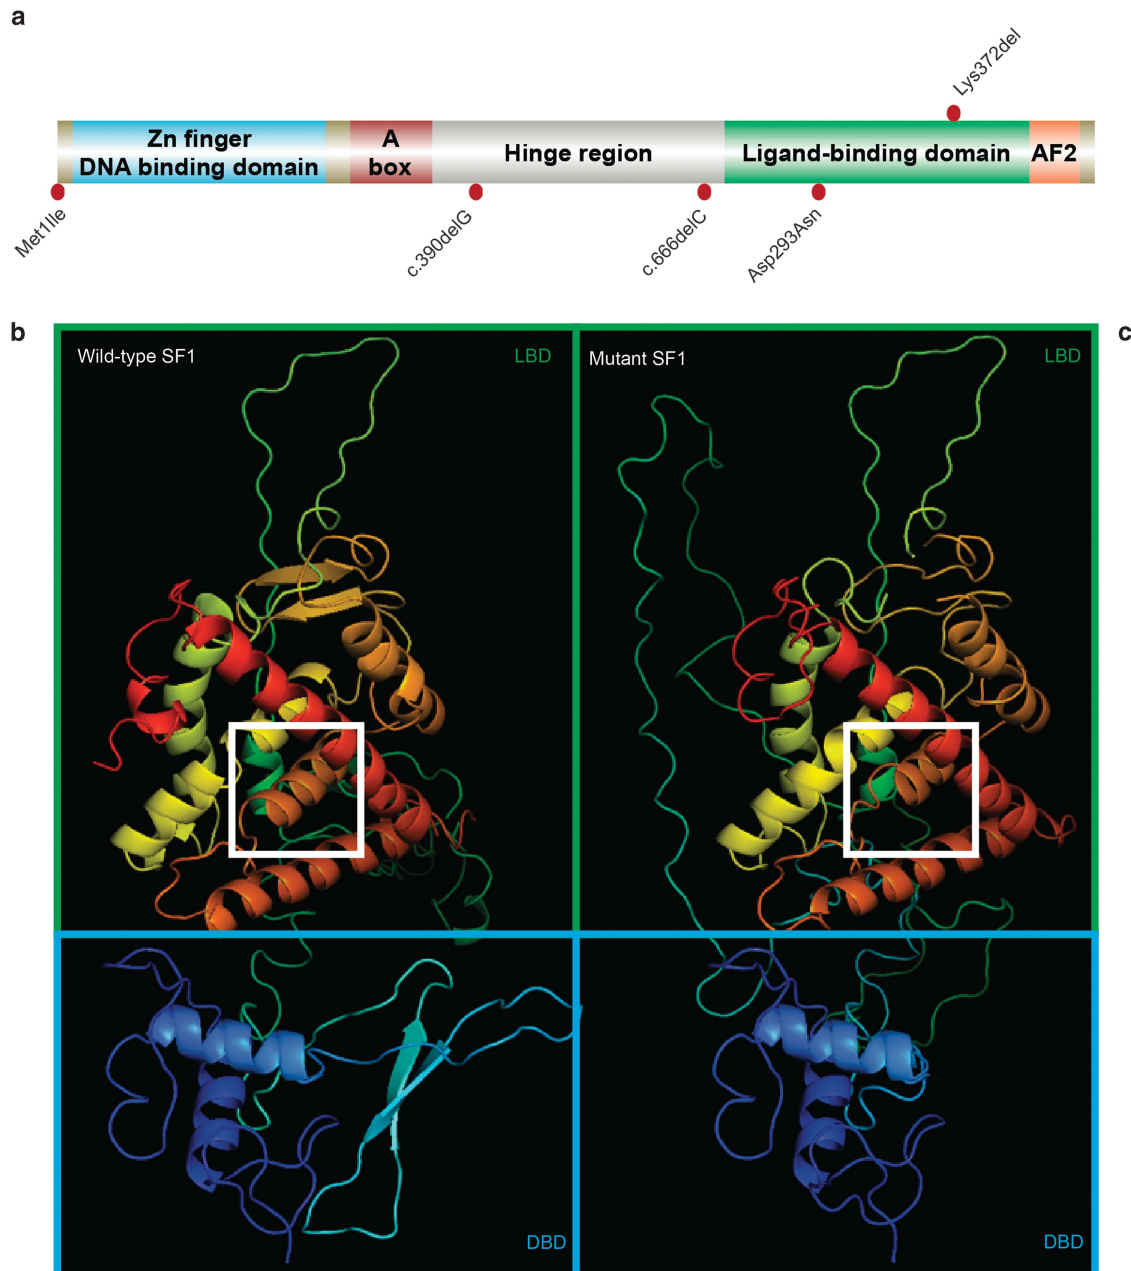 a
Lys372del
Zn finger
DNA binding domain
A
box
Hinge region
Ligand-binding domain
AF2
Met1Ile
c.390delG
c.666delC
Asp293Asn
b
Wild-type SF1
LBD
Mutant SF1
LBD
c
DBD
DBD